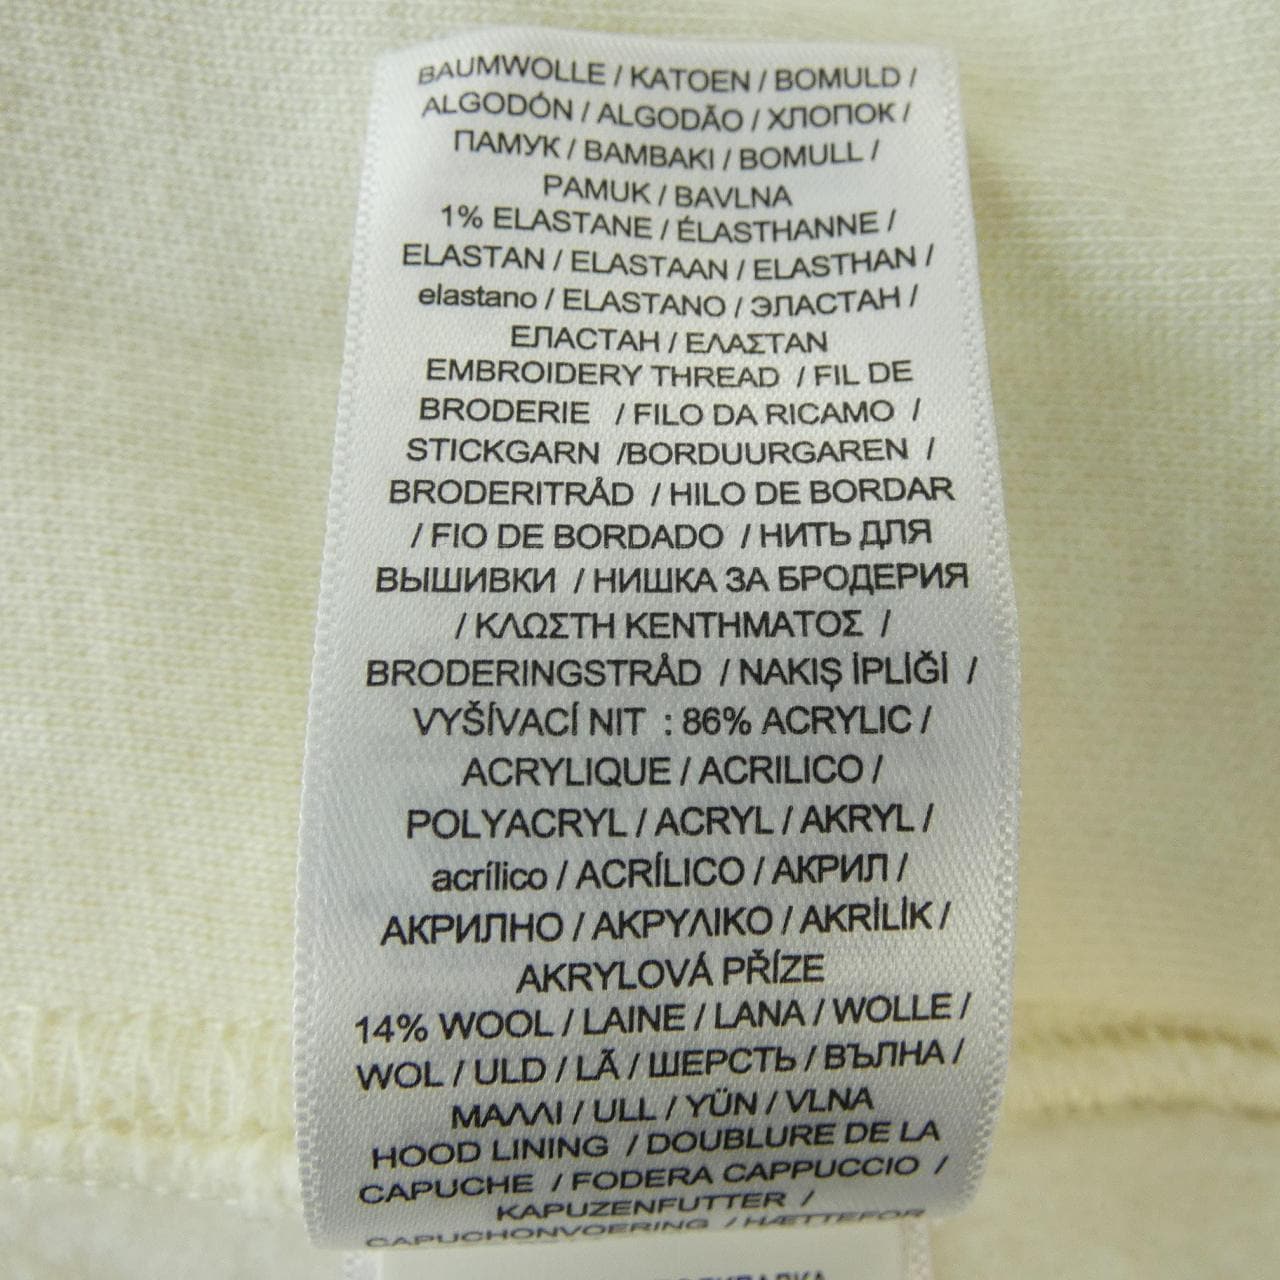 BAUMWOLLE / KATOEN / BOMULD /
ALGODÓN / ALGODÃO / ХЛОПОК /
ПАМУК / BAMBAKI / BOMULL /
PAMUK / BAVLNA
1% ELASTANE / ÉLASTHANNE /
ELASTAN / ELASTAAN / ELASTHAN /
elastano / ELASTANO / ЭЛАСТАН /
ЕЛАСТАН / ΕΛΑΣΤΑΝ
EMBROIDERY THREAD / FIL DE
BRODERIE / FILO DA RICAMO /
STICKGARN /BORDUURGAREN /
BRODERITRÅD / HILO DE BORDAR
/ FIO DE BORDADO / НИТЬ ДЛЯ
ВЫШИВКИ / НИШКА ЗА БРОДЕРИЯ
/ ΚΛΩΣΤΗ ΚΕΝΤΗΜΑΤΟΣ /
BRODERINGSTRÅD / NAKIŞ İPLİĞİ /
VYŠÍVACÍ NIT : 86% ACRYLIC /
ACRYLIQUE / ACRILICO /
POLYACRYL / ACRYL / AKRYL /
acrílico / ACRÍLICO / АКРИЛ /
АКРИЛНО / ΑΚΡΥΛΙΚΟ / AKRİLİK /
AKRYLOVÁ PŘÍZE
14% WOOL / LAINE / LANA / WOLLE /
WOL / ULD / LÃ / ШЕРСТЬ / ВЪЛНА /
ΜΑΛΛΙ / ULL / YÜN / VLNA
HOOD LINING / DOUBLURE DE LA
CAPUCHE / FODERA CAPPUCCIO /
KAPUZENFUTTER /
CAPUCHONVOERING / HÆTTEFOR